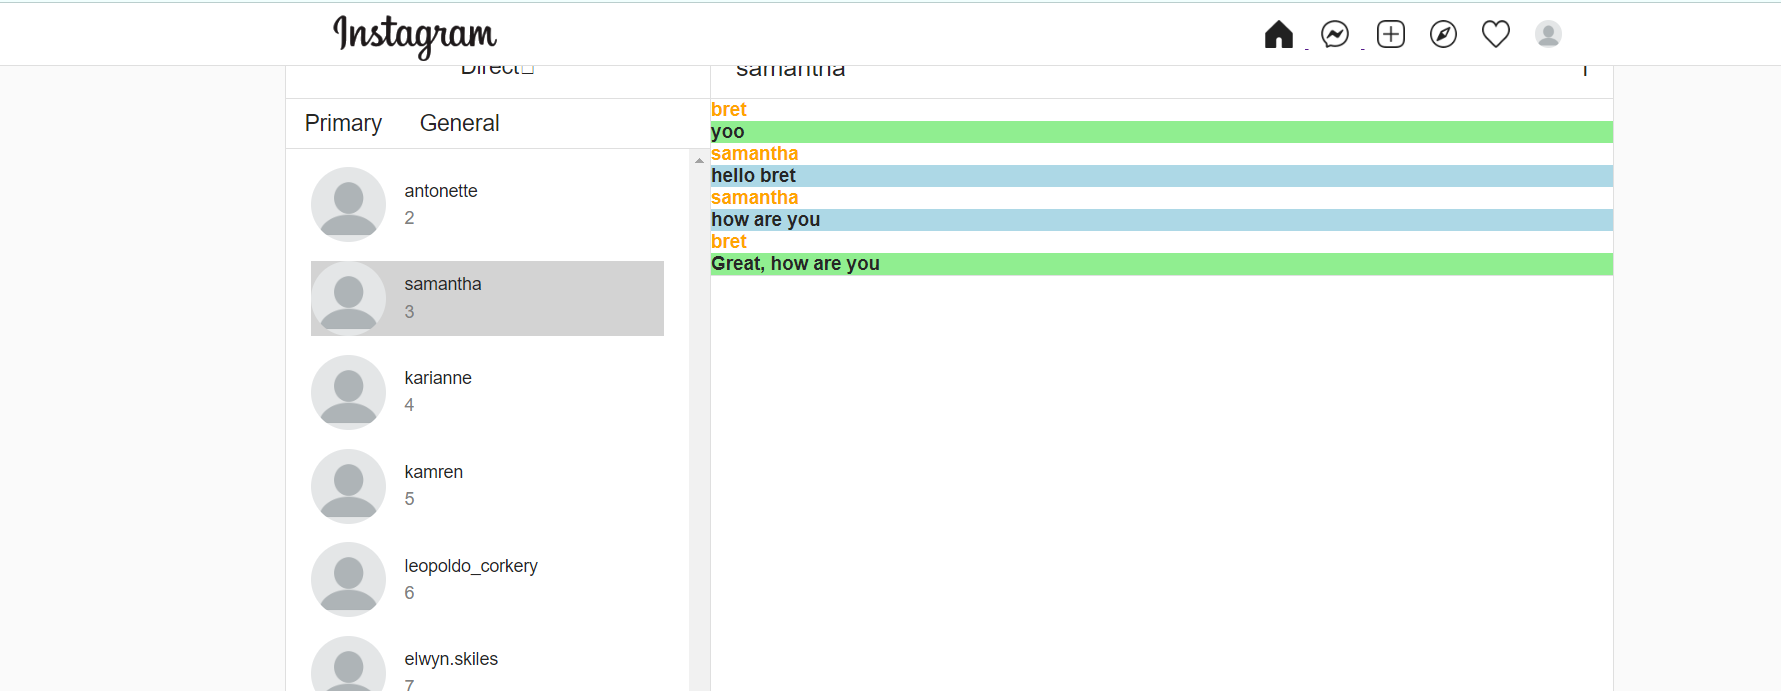 Instagram
Direct
samantha
Primary General
antonette
2
samantha
3
karianne
4
kamren
5
leopoldo_corkery
6
elwyn.skiles
7
bret
yoo
samantha
hello bret
samantha
how are you
bret
Great, how are you